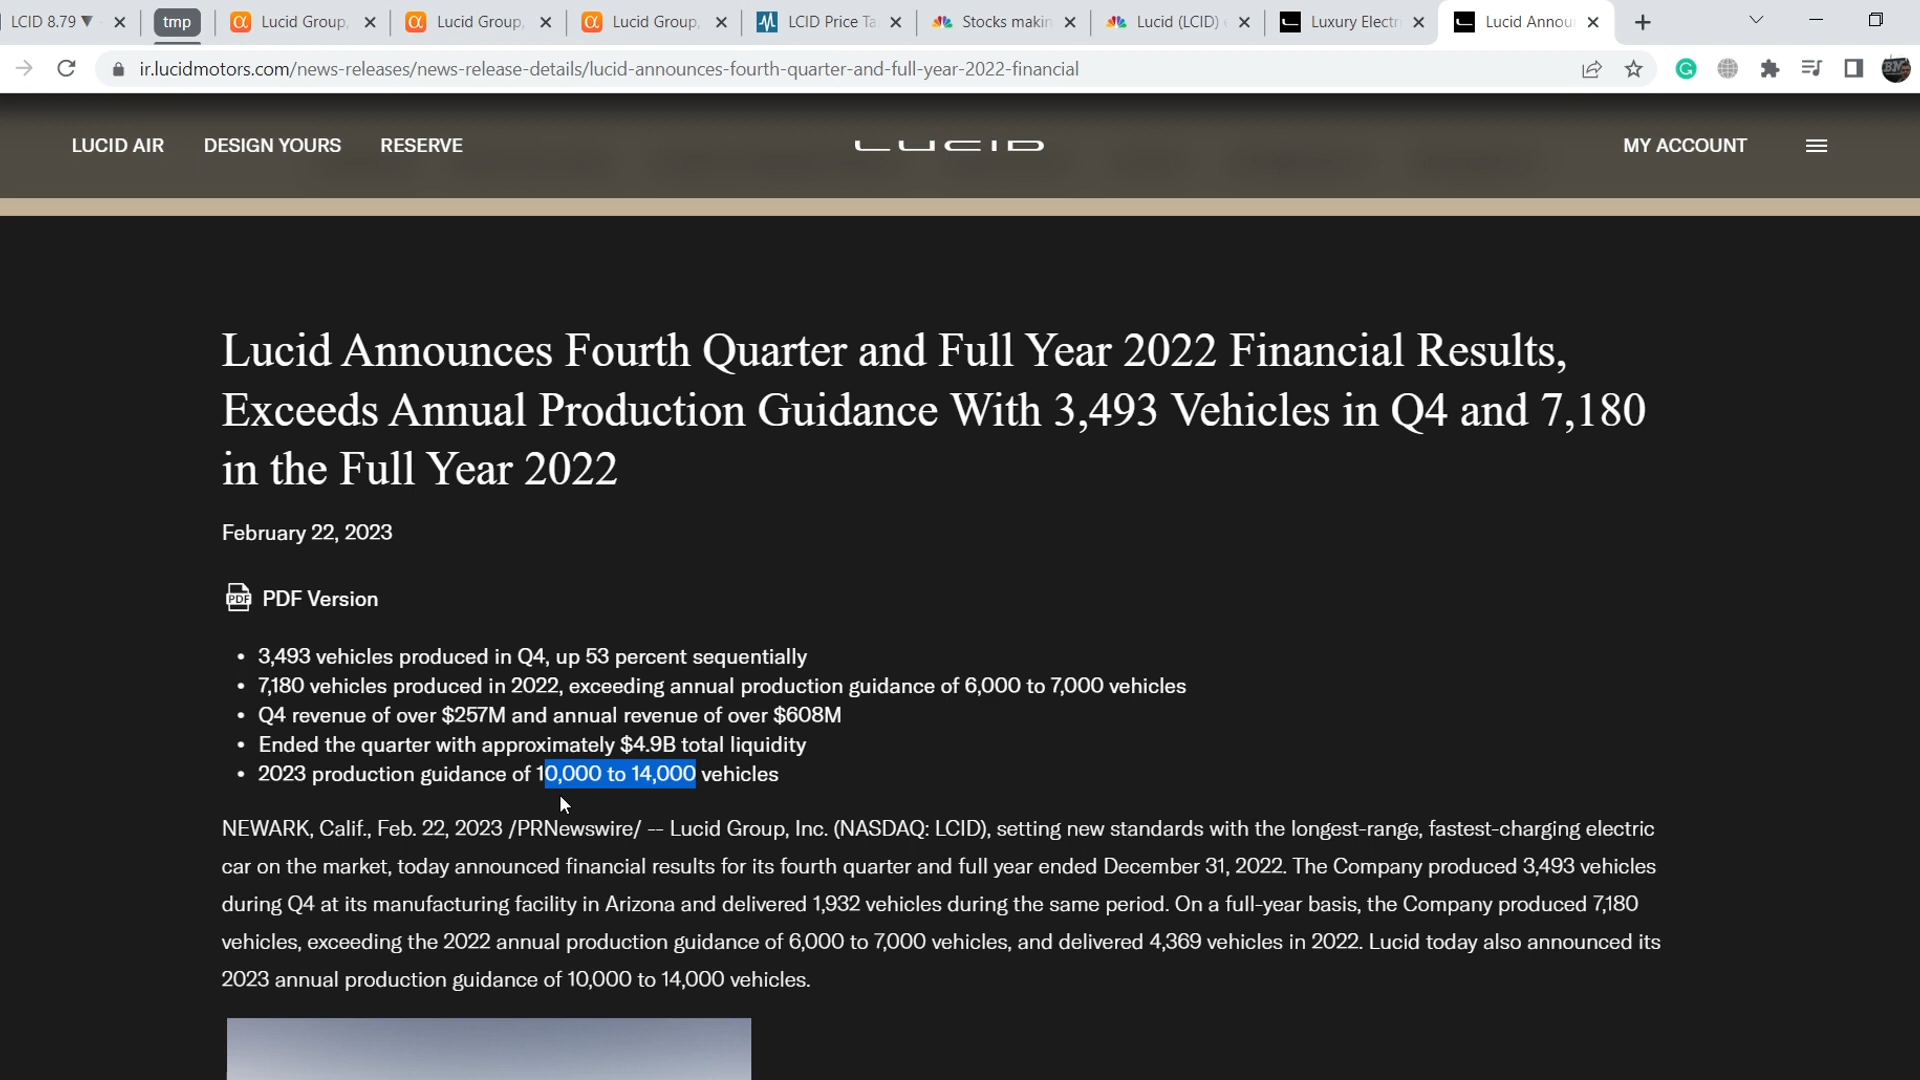 LCID 8.79 ▼
tmp
Lucid Group,
Lucid Group,
Lucid Group,
LCID Price Ta
Stocks makin
Lucid (LCID)
Luxury Electr
Lucid Annou
ir.lucidmotors.com/news-releases/news-release-details/lucid-announces-fourth-quarter-and-full-year-2022-financial
LUCID AIR DESIGN YOURS RESERVE LUCID MY ACCOUNT
Lucid Announces Fourth Quarter and Full Year 2022 Financial Results,
Exceeds Annual Production Guidance With 3,493 Vehicles in Q4 and 7,180
in the Full Year 2022
February 22, 2023
PDF PDF Version
• 3,493 vehicles produced in Q4, up 53 percent sequentially
• 7,180 vehicles produced in 2022, exceeding annual production guidance of 6,000 to 7,000 vehicles
• Q4 revenue of over $257M and annual revenue of over $608M
• Ended the quarter with approximately $4.9B total liquidity
• 2023 production guidance of 10,000 to 14,000 vehicles
NEWARK, Calif., Feb. 22, 2023 /PRNewswire/ -- Lucid Group, Inc. (NASDAQ: LCID), setting new standards with the longest-range, fastest-charging electric
car on the market, today announced financial results for its fourth quarter and full year ended December 31, 2022. The Company produced 3,493 vehicles
during Q4 at its manufacturing facility in Arizona and delivered 1,932 vehicles during the same period. On a full-year basis, the Company produced 7,180
vehicles, exceeding the 2022 annual production guidance of 6,000 to 7,000 vehicles, and delivered 4,369 vehicles in 2022. Lucid today also announced its
2023 annual production guidance of 10,000 to 14,000 vehicles.